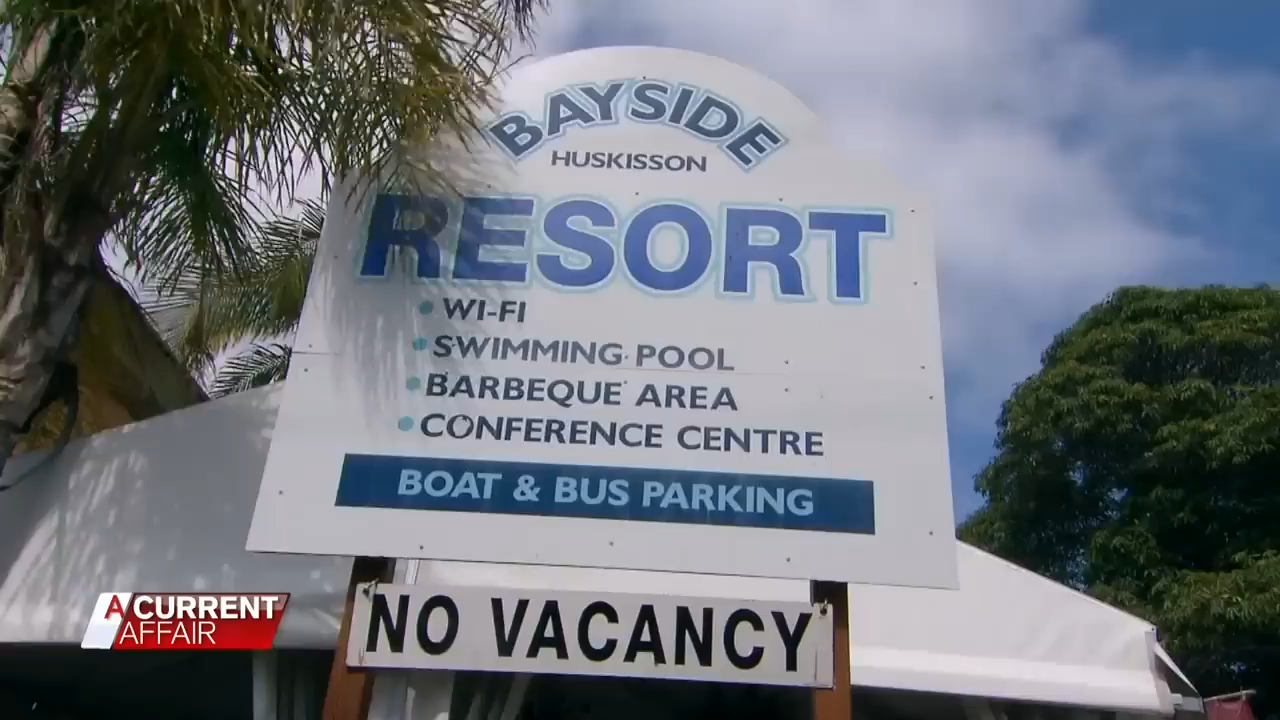 BAYSIDE
HUSKISSON
RESORT
• WI-FI
• SWIMMING POOL
• BARBEQUE AREA
• CONFERENCE CENTRE
BOAT & BUS PARKING
NO VACANCY
A CURRENT
AFFAIR